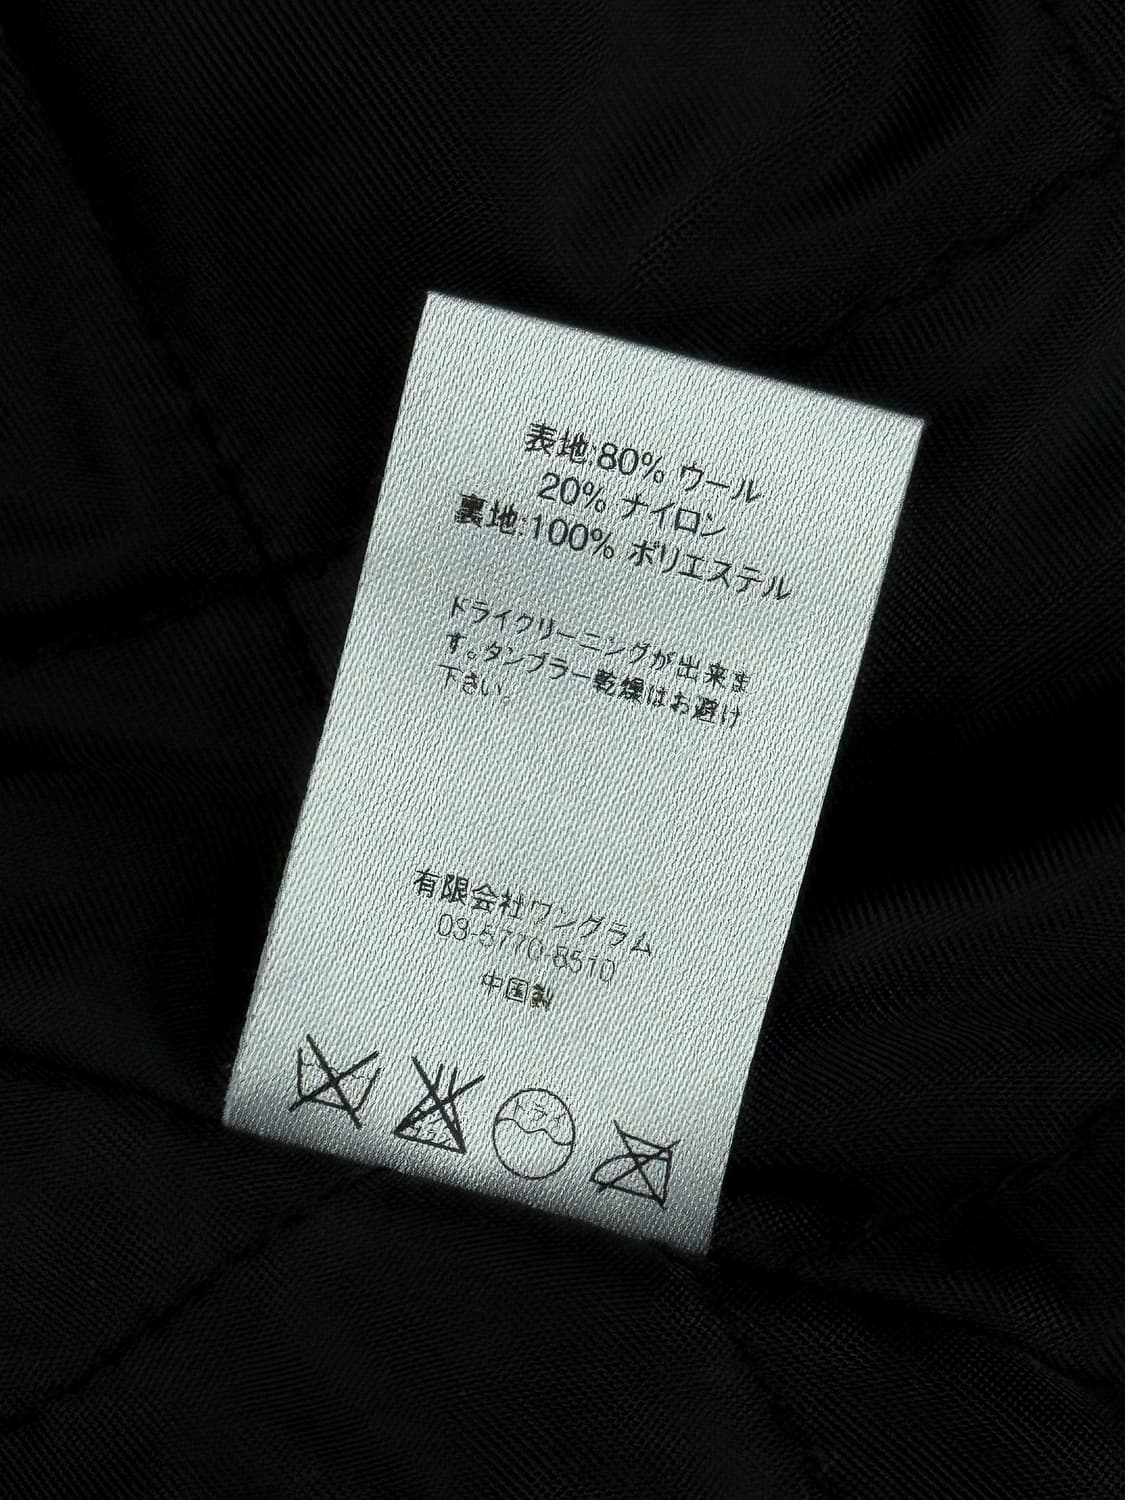 表地:80% ウール
20% ナイロン
裏地:100% ポリエステル
ドライクリーニングが出来ま
す。タンブラー乾燥はお避け
下さい。
有限会社ワングラム
03-5770-6510
中国製
ドライ